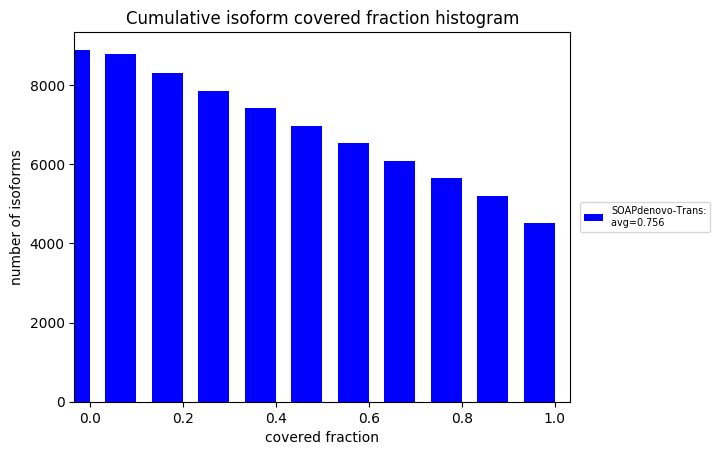 Cumulative isoform covered fraction histogram
number of isoforms
8000
6000
4000
2000
0
0.0 0.2 0.4 0.6 0.8 1.0
covered fraction
SOAPdenovo-Trans:
avg=0.756